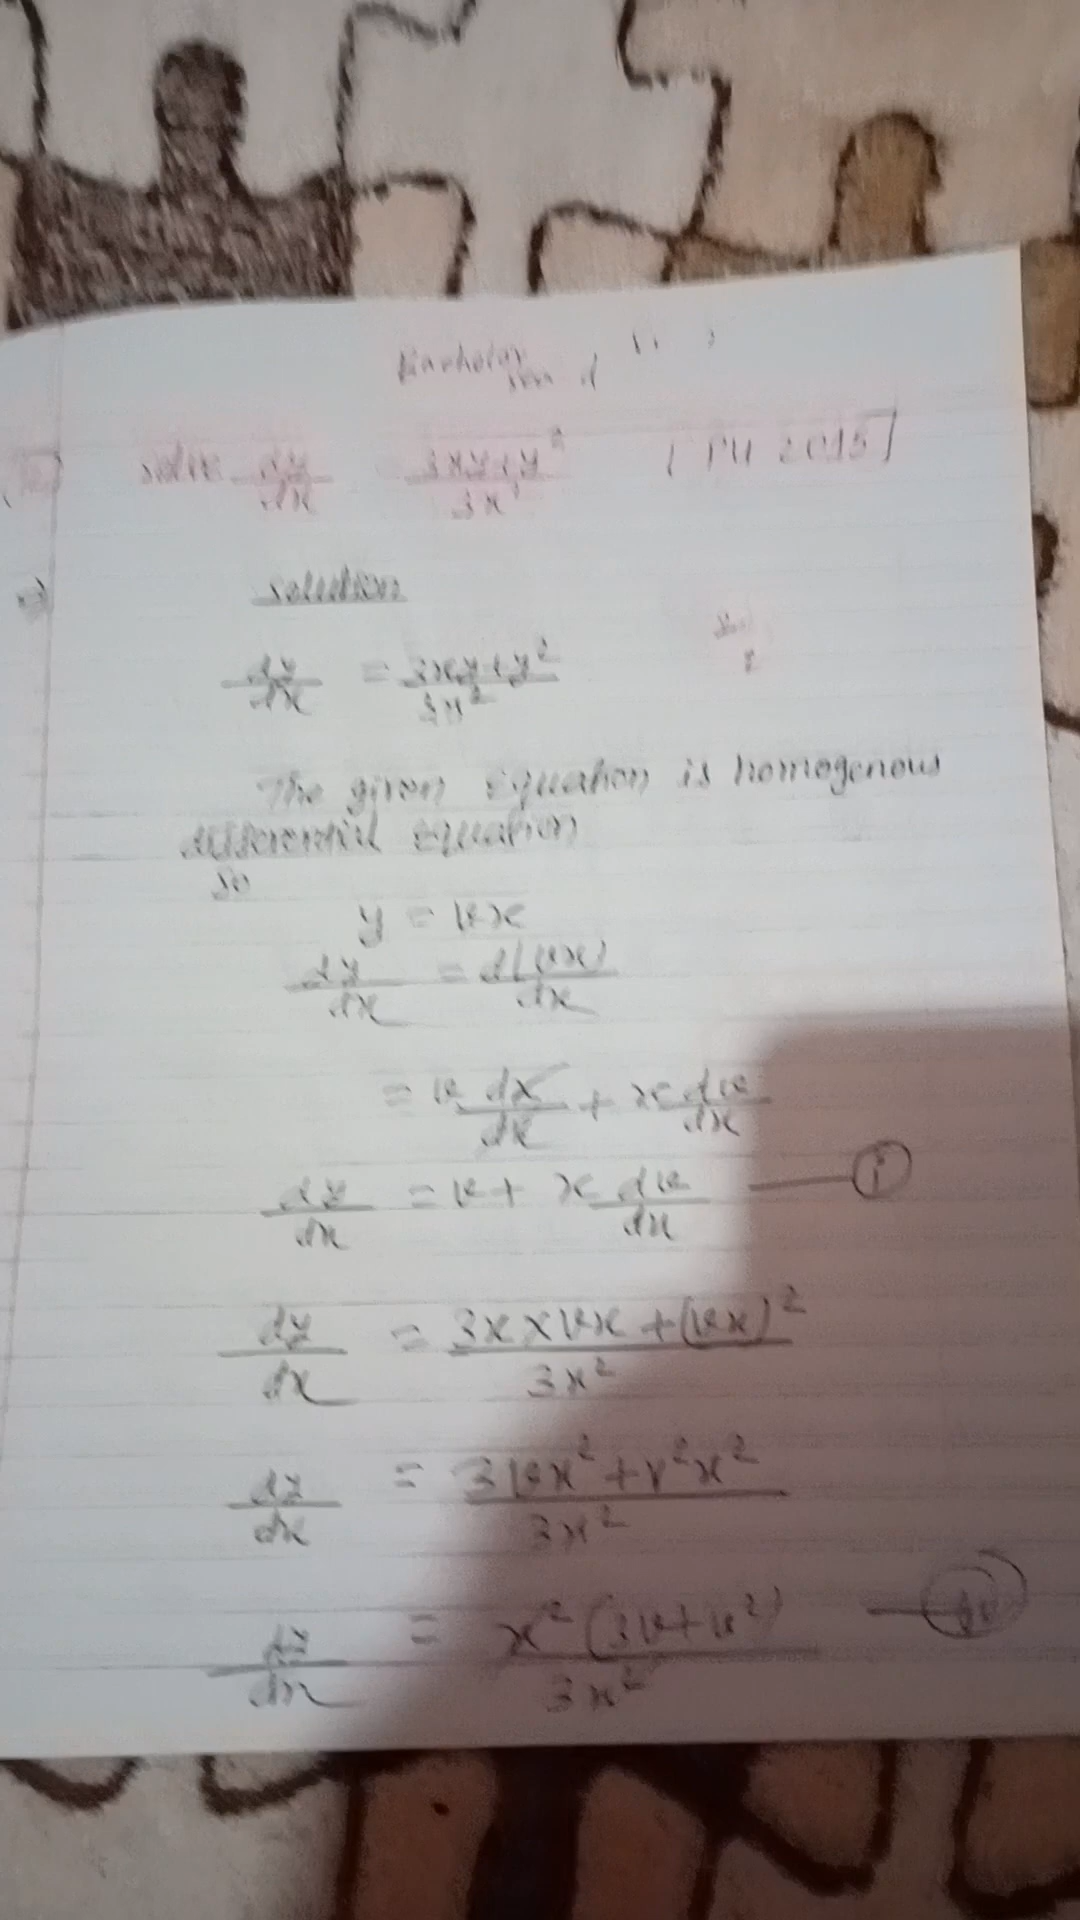 solve dy/dx = 3xy+y²/3x² [PU 2015]
solution
dy/dx = 3xy+y²/3x²
The given Equation is homogenous
differential Equation
so
y = vx
dy/dx = d(vx)/dx
= v dx/dx + x dv/dx
dy/dx = v + x dv/dx — (i)
dy/dx = 3x×vx+(vx)²/3x²
dy/dx = 3vx²+v²x²/3x²
dy/dx = x²(3v+v²)/3x²